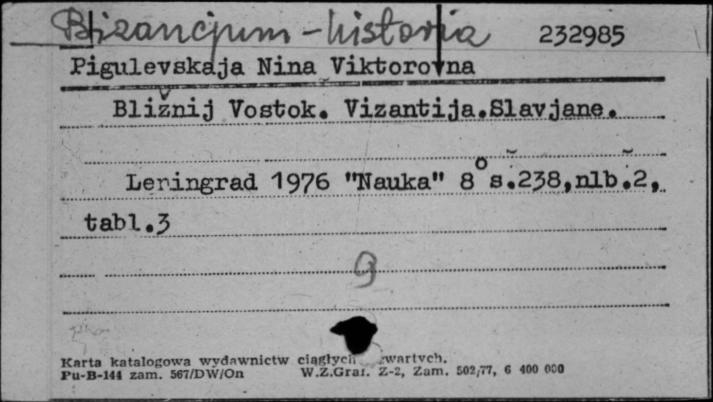 Bizancjum - historia 232985
Pigulevskaja Nina Viktorovna
Bližnij Vostok. Vizantija.Slavjane.
Leningrad 1976 "Nauka" 8° s.238,nlb.2,
tabl.3
9
Karta katalogowa wydawnictw ciągłych zwartych.
Pu-B-144 zam. 567/DW/On W.Z.Graf. Z-2, Zam. 502/77, 6 400 000